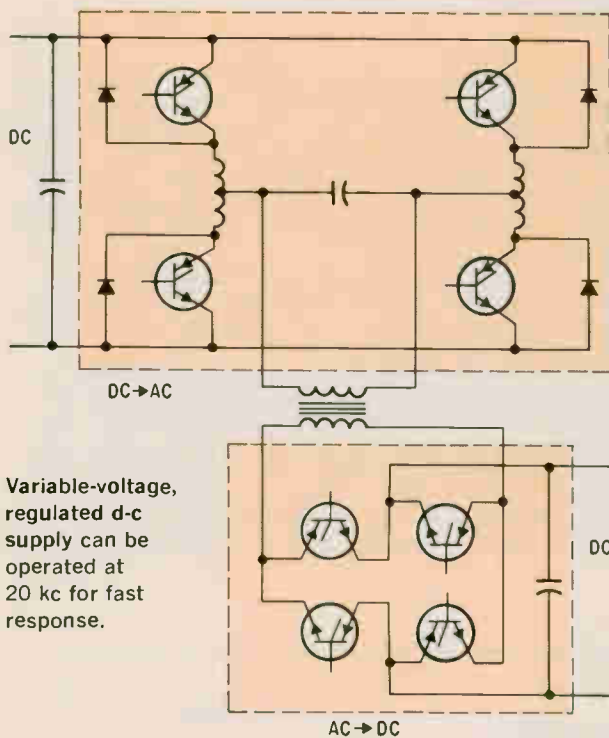 DC
DC→AC
Variable-voltage,
regulated d-c
supply can be
operated at
20 kc for fast
response.
DC
AC→DC